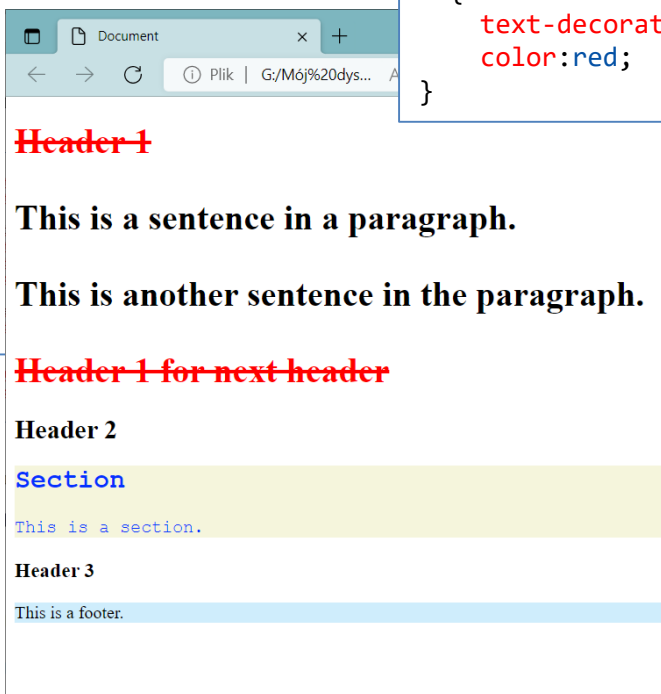 text-decorat
color:red;
}
Document
Plik | G:/Mój%20dys...
Header 1
This is a sentence in a paragraph.
This is another sentence in the paragraph.
Header 1 for next header
Header 2
Section
This is a section.
Header 3
This is a footer.